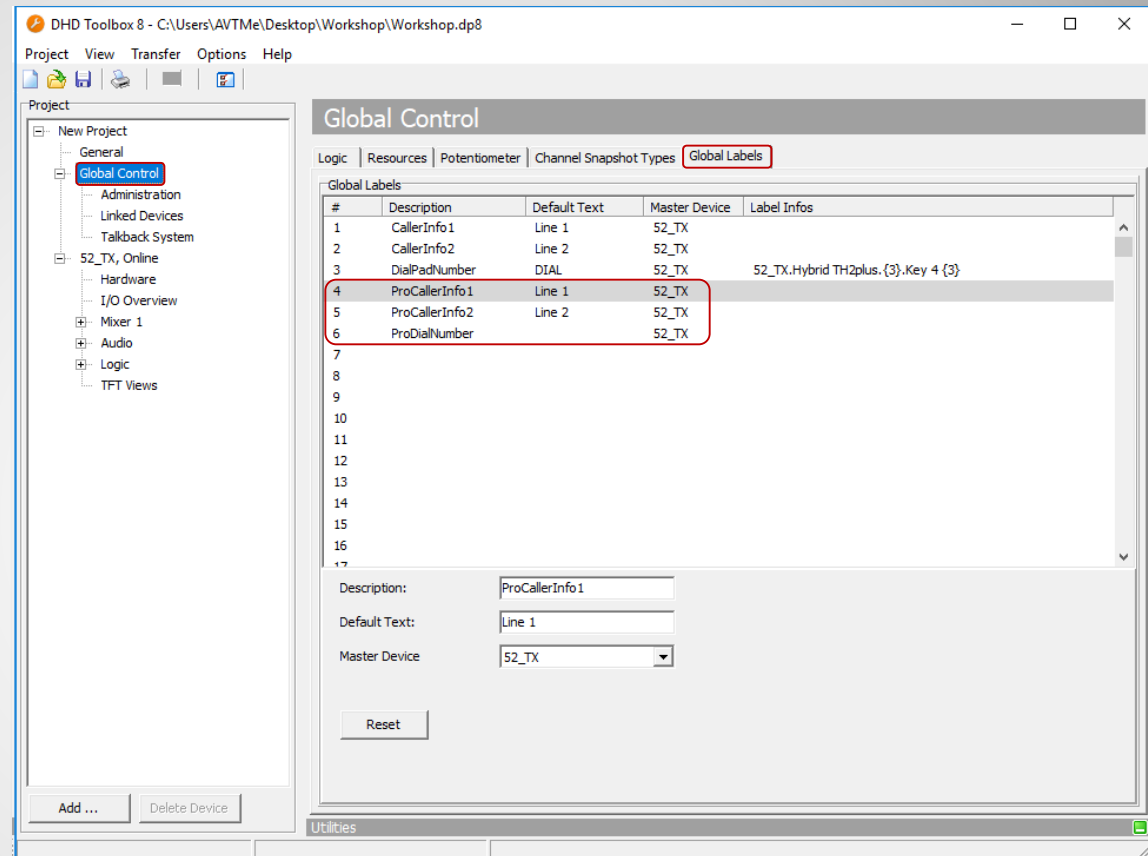 DHD Toolbox 8 - C:\Users\AVTMe\Desktop\Workshop\Workshop.dp8
Project View Transfer Options Help
Project
New Project
General
Global Control
Administration
Linked Devices
Talkback System
52_TX, Online
Hardware
I/O Overview
Mixer 1
Audio
Logic
TFT Views
Add ... Delete Device
Global Control
Logic Resources Potentiometer Channel Snapshot Types Global Labels
Global Labels
# Description Default Text Master Device Label Infos
1 CallerInfo1 Line 1 52_TX
2 CallerInfo2 Line 2 52_TX
3 DialPadNumber DIAL 52_TX 52_TX.Hybrid TH2plus.{3}.Key 4 {3}
4 ProCallerInfo1 Line 1 52_TX
5 ProCallerInfo2 Line 2 52_TX
6 ProDialNumber 52_TX
7
8
9
10
11
12
13
14
15
16
17
Description: ProCallerInfo1
Default Text: Line 1
Master Device 52_TX
Reset
Utilities